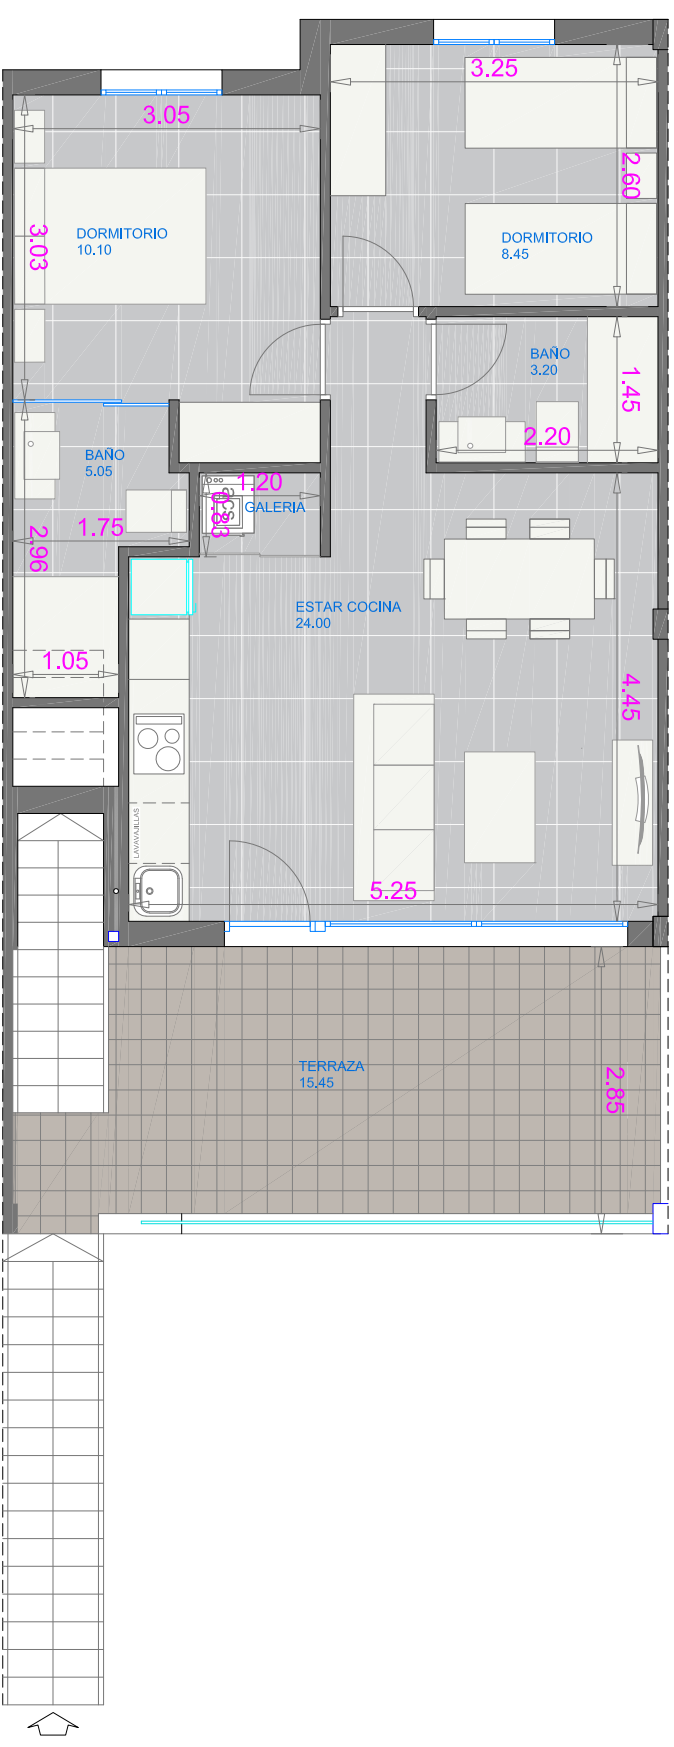 3.25
3.05
2.60
DORMITORIO
10.10
3.03
DORMITORIO
8.45
BAÑO
3.20
1.45
2.20
BAÑO
5.05
1.20
GALERIA
0.83
ACS
1.75
2.96
ESTAR COCINA
24.00
1.05
4.45
LAVAVAJILLAS
5.25
TERRAZA
15.45
2.85